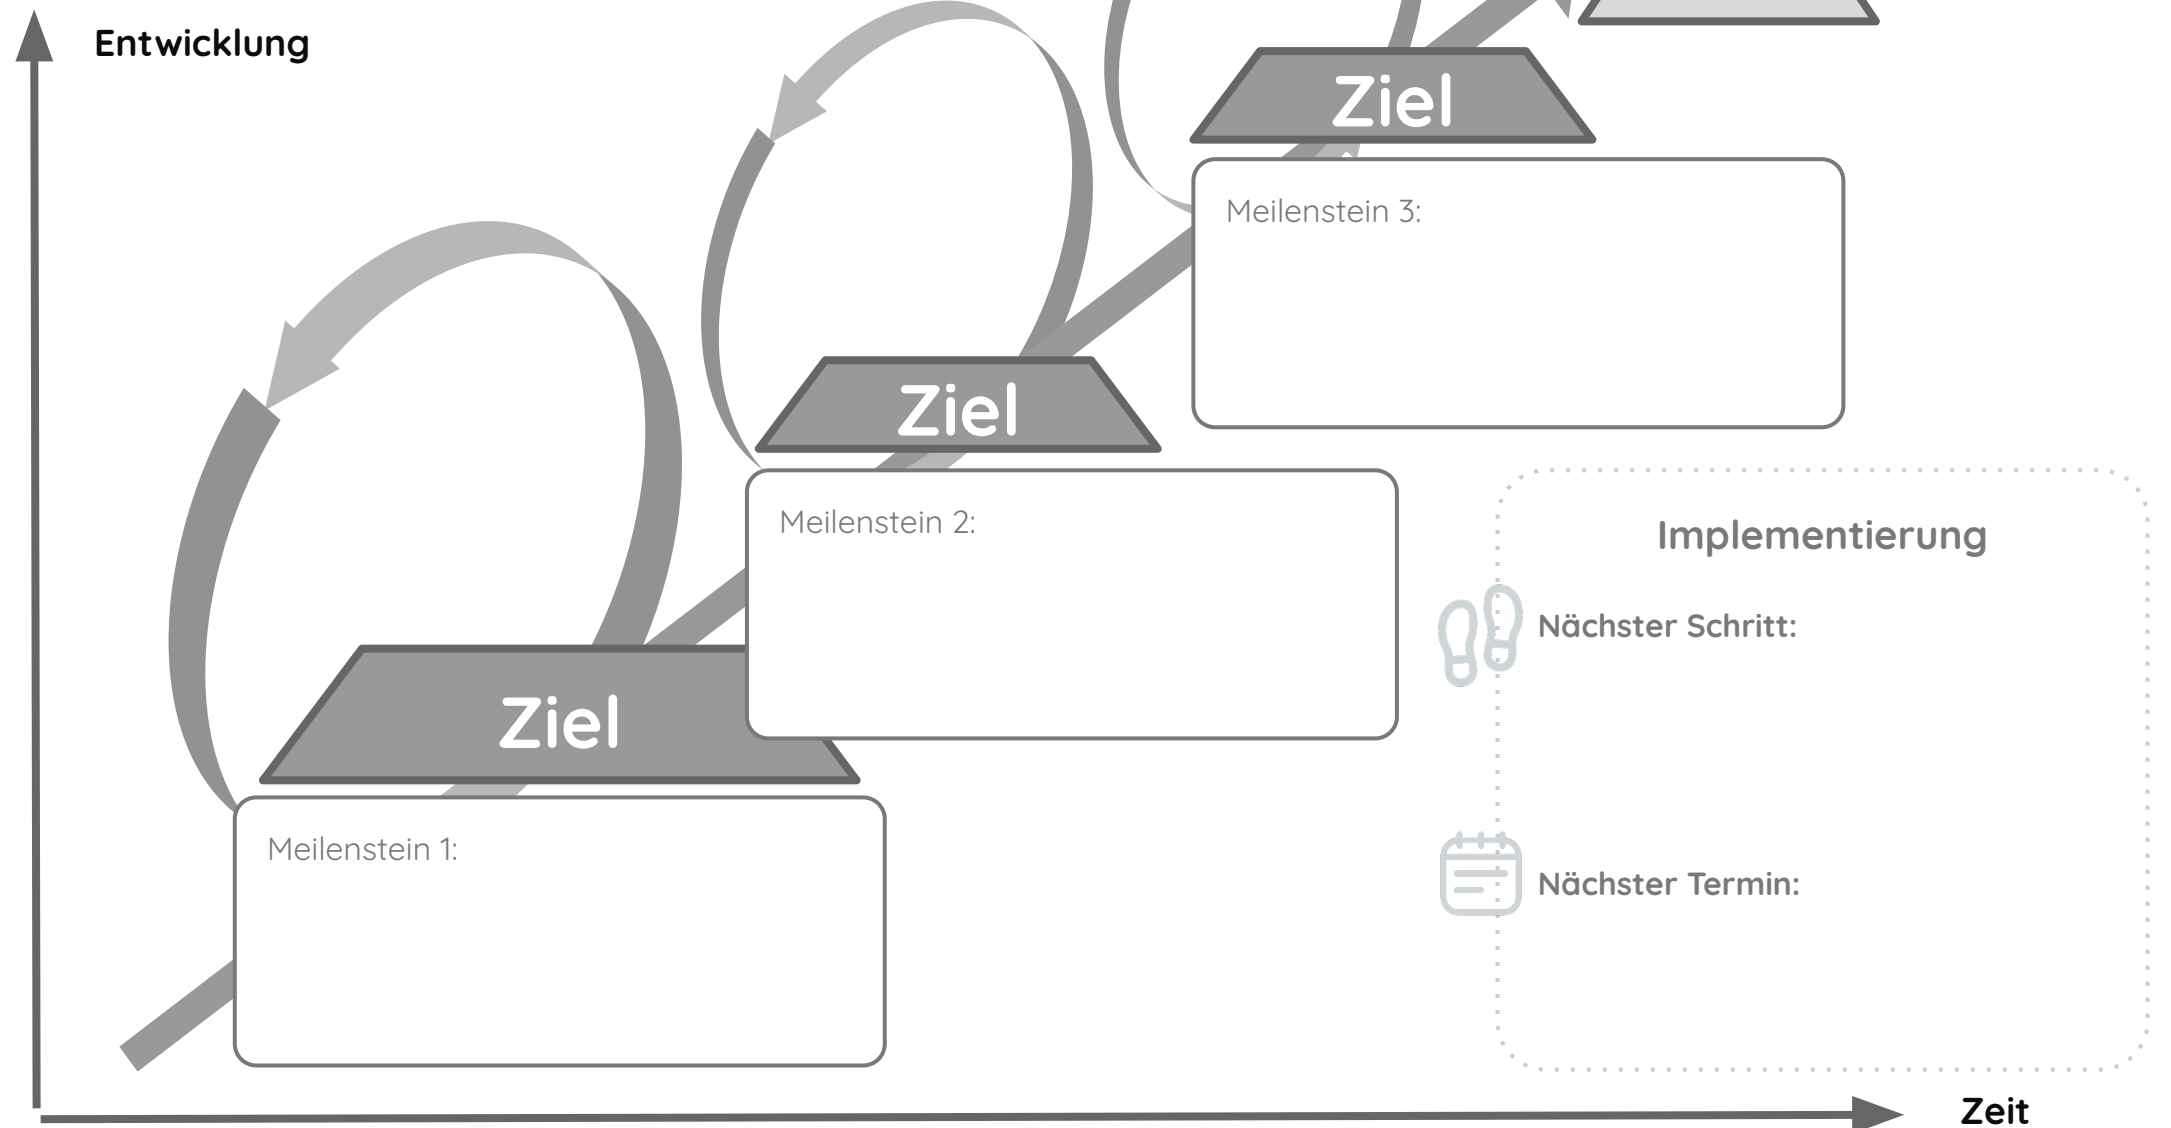 Entwicklung
Ziel
Meilenstein 3:
Ziel
Meilenstein 2:
Implementierung
Nächster Schritt:
Ziel
Meilenstein 1:
Nächster Termin:
Zeit